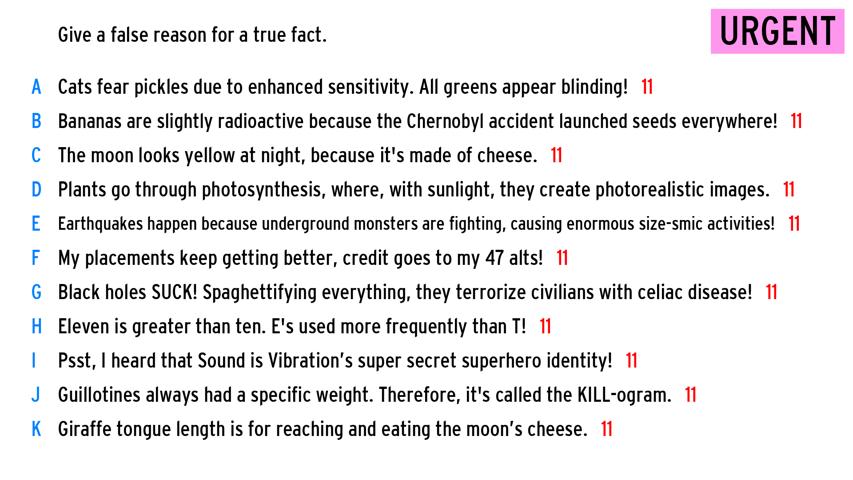 Give a false reason for a true fact.
URGENT
A Cats fear pickles due to enhanced sensitivity. All greens appear blinding! 11
B Bananas are slightly radioactive because the Chernobyl accident launched seeds everywhere! 11
C The moon looks yellow at night, because it's made of cheese. 11
D Plants go through photosynthesis, where, with sunlight, they create photorealistic images. 11
E Earthquakes happen because underground monsters are fighting, causing enormous size-smic activities! 11
F My placements keep getting better, credit goes to my 47 alts! 11
G Black holes SUCK! Spaghettifying everything, they terrorize civilians with celiac disease! 11
H Eleven is greater than ten. E's used more frequently than T! 11
I Psst, I heard that Sound is Vibration’s super secret superhero identity! 11
J Guillotines always had a specific weight. Therefore, it's called the KILL-ogram. 11
K Giraffe tongue length is for reaching and eating the moon’s cheese. 11